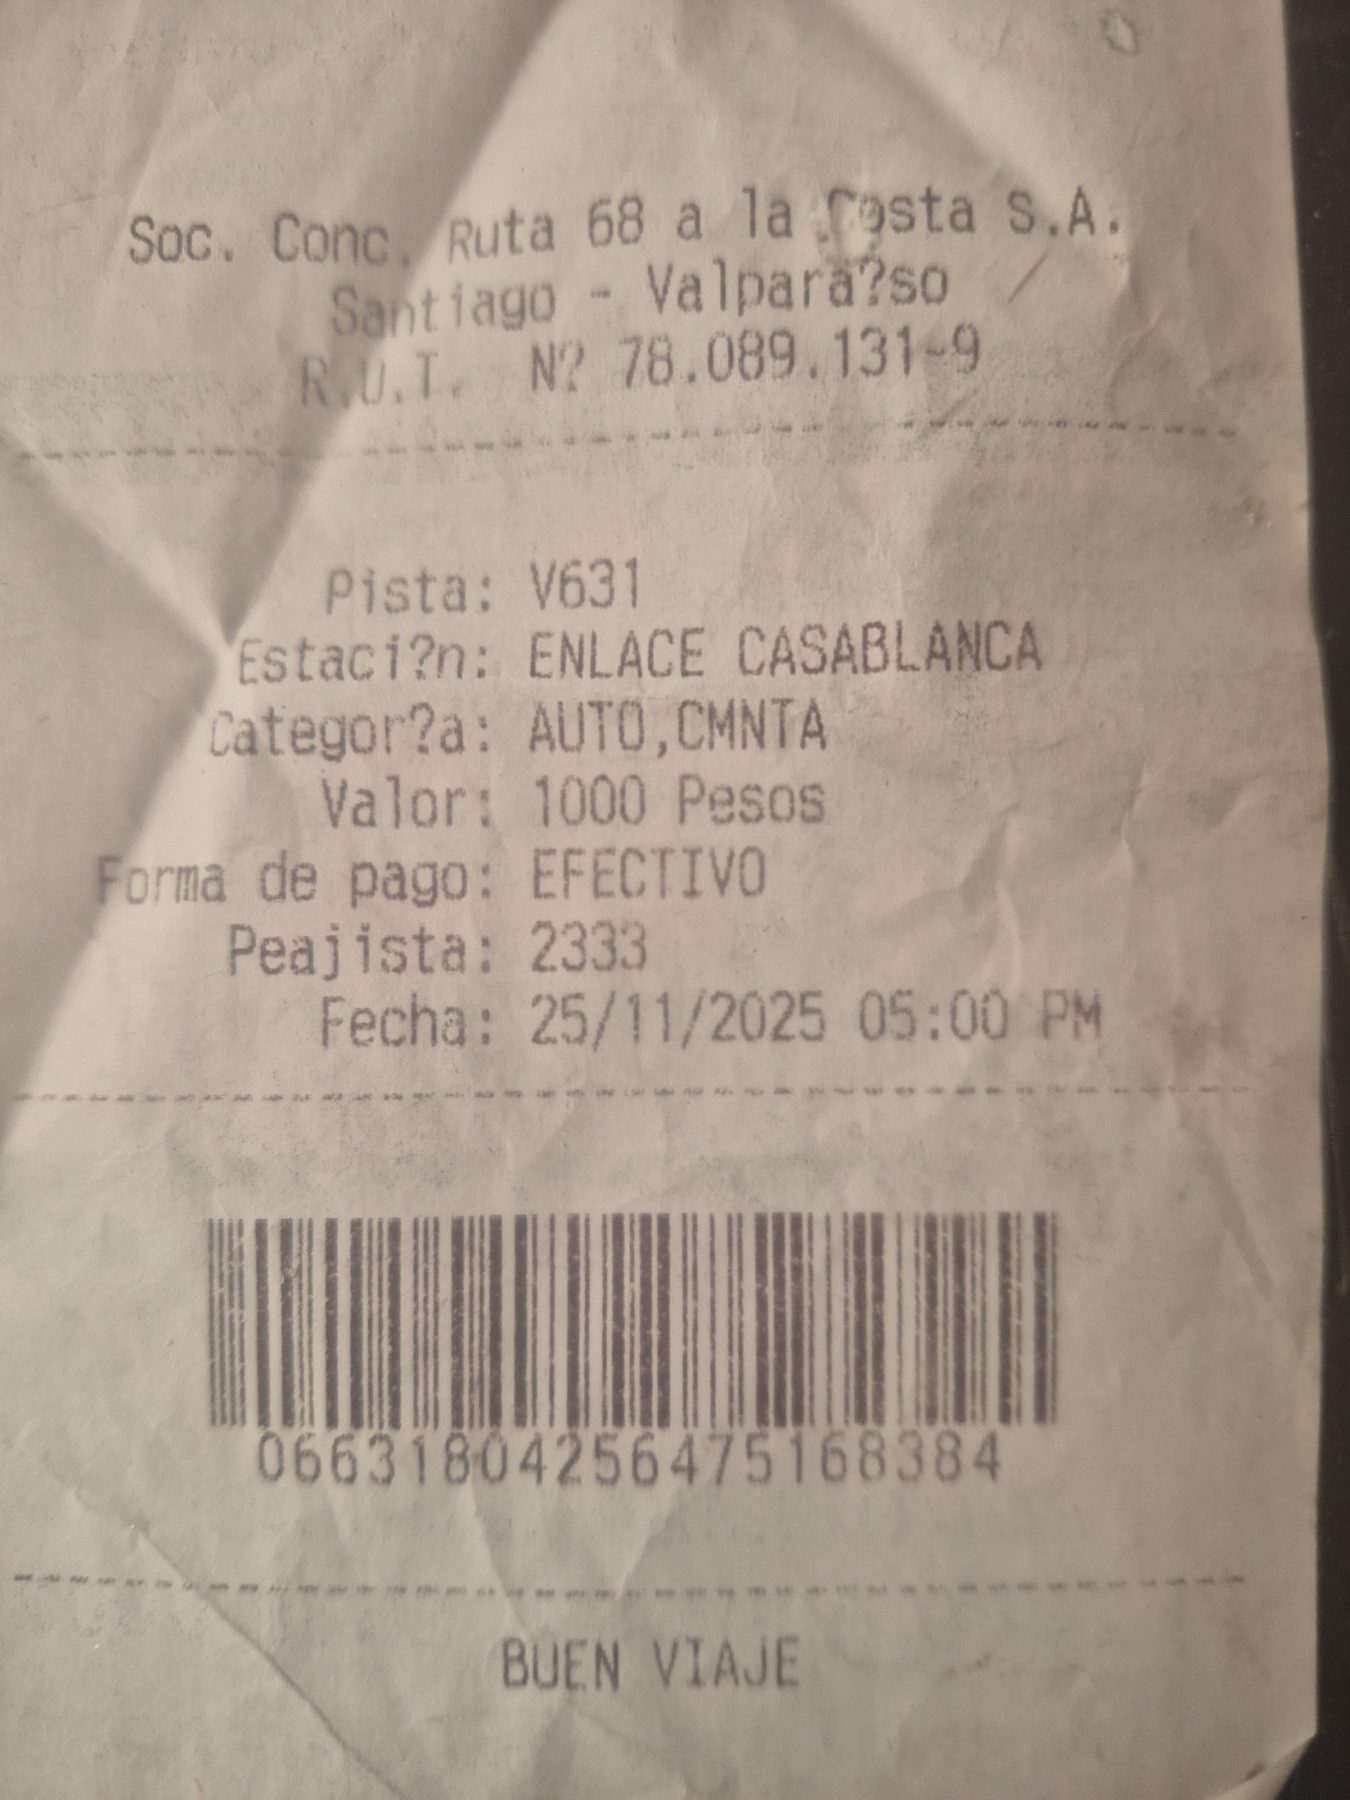 Soc. Conc. Ruta 68 a la Costa S.A.
Santiago - Valpara?so
R.U.T. N? 78.089.131-9
Pista: V631
Estaci?n: ENLACE CASABLANCA
Categor?a: AUTO,CMNTA
Valor: 1000 Pesos
Forma de pago: EFECTIVO
Peajista: 2333
Fecha: 25/11/2025 05:00 PM
06631804256475168384
BUEN VIAJE